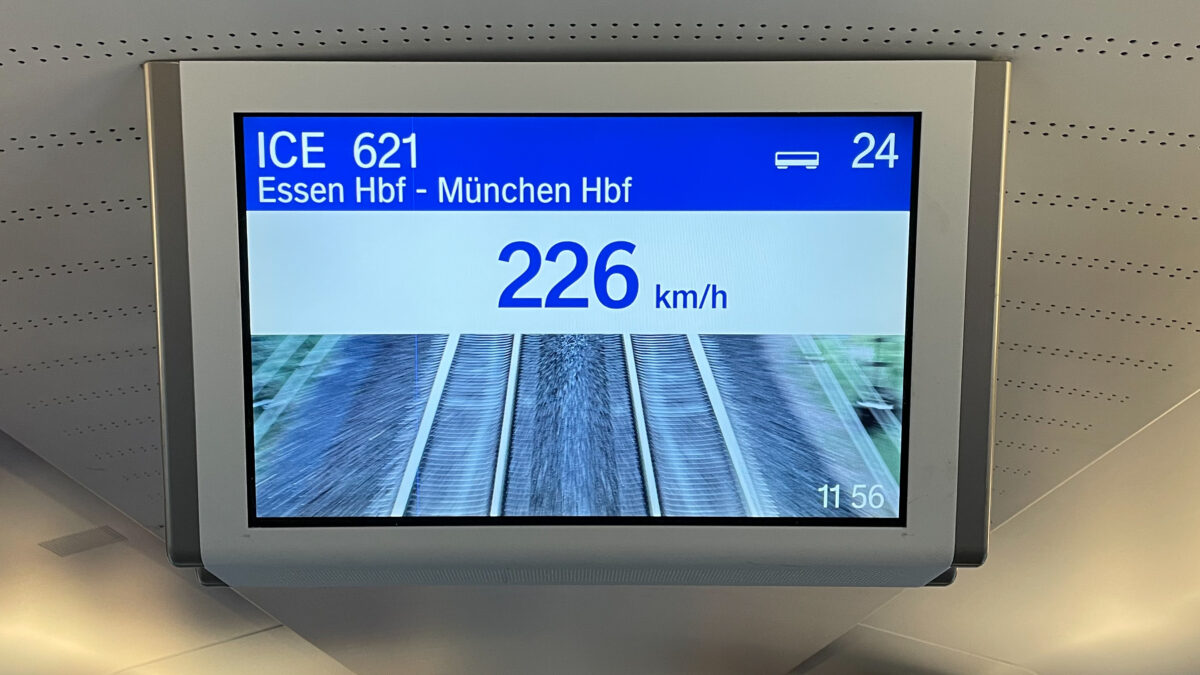 ICE 621 24
Essen Hbf - München Hbf
226 km/h
11 56